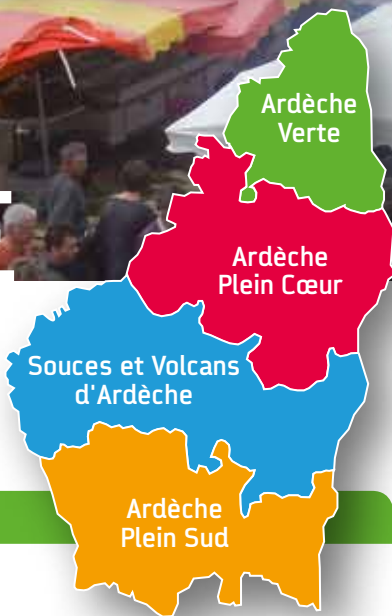 Ardèche
Verte
Ardèche
Plein Cœur
Souces et Volcans
d'Ardèche
Ardèche
Plein Sud